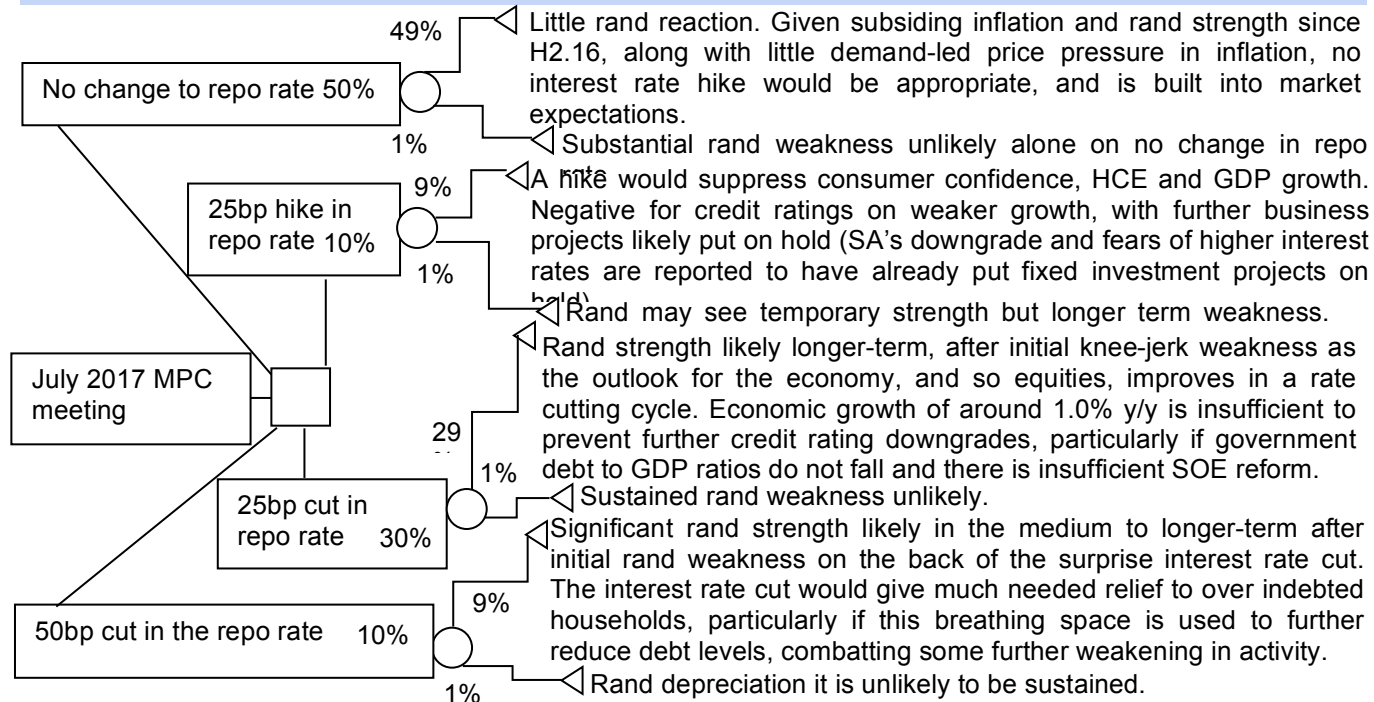 49%
Little rand reaction. Given subsiding inflation and rand strength since
H2.16, along with little demand-led price pressure in inflation, no
interest rate hike would be appropriate, and is built into market
expectations.
No change to repo rate 50%
1%
Substantial rand weakness unlikely alone on no change in repo
9%
A hike would suppress consumer confidence, HCE and GDP growth.
Negative for credit ratings on weaker growth, with further business
projects likely put on hold (SA's downgrade and fears of higher interest
rates are reported to have already put fixed investment projects on
25bp hike in
repo rate 10%
1%
Rand may see temporary strength but longer term weakness.
July 2017 MPC
meeting
29
Rand strength likely longer-term, after initial knee-jerk weakness as
the outlook for the economy, and so equities, improves in a rate
cutting cycle. Economic growth of around 1.0% y/y is insufficient to
prevent further credit rating downgrades, particularly if government
debt to GDP ratios do not fall and there is insufficient SOE reform.
1%
Sustained rand weakness unlikely.
25bp cut in
repo rate 30%
Significant rand strength likely in the medium to longer-term after
initial rand weakness on the back of the surprise interest rate cut.
The interest rate cut would give much needed relief to over indebted
households, particularly if this breathing space is used to further
reduce debt levels, combatting some further weakening in activity.
9%
50bp cut in the repo rate 10%
1%
Rand depreciation it is unlikely to be sustained.